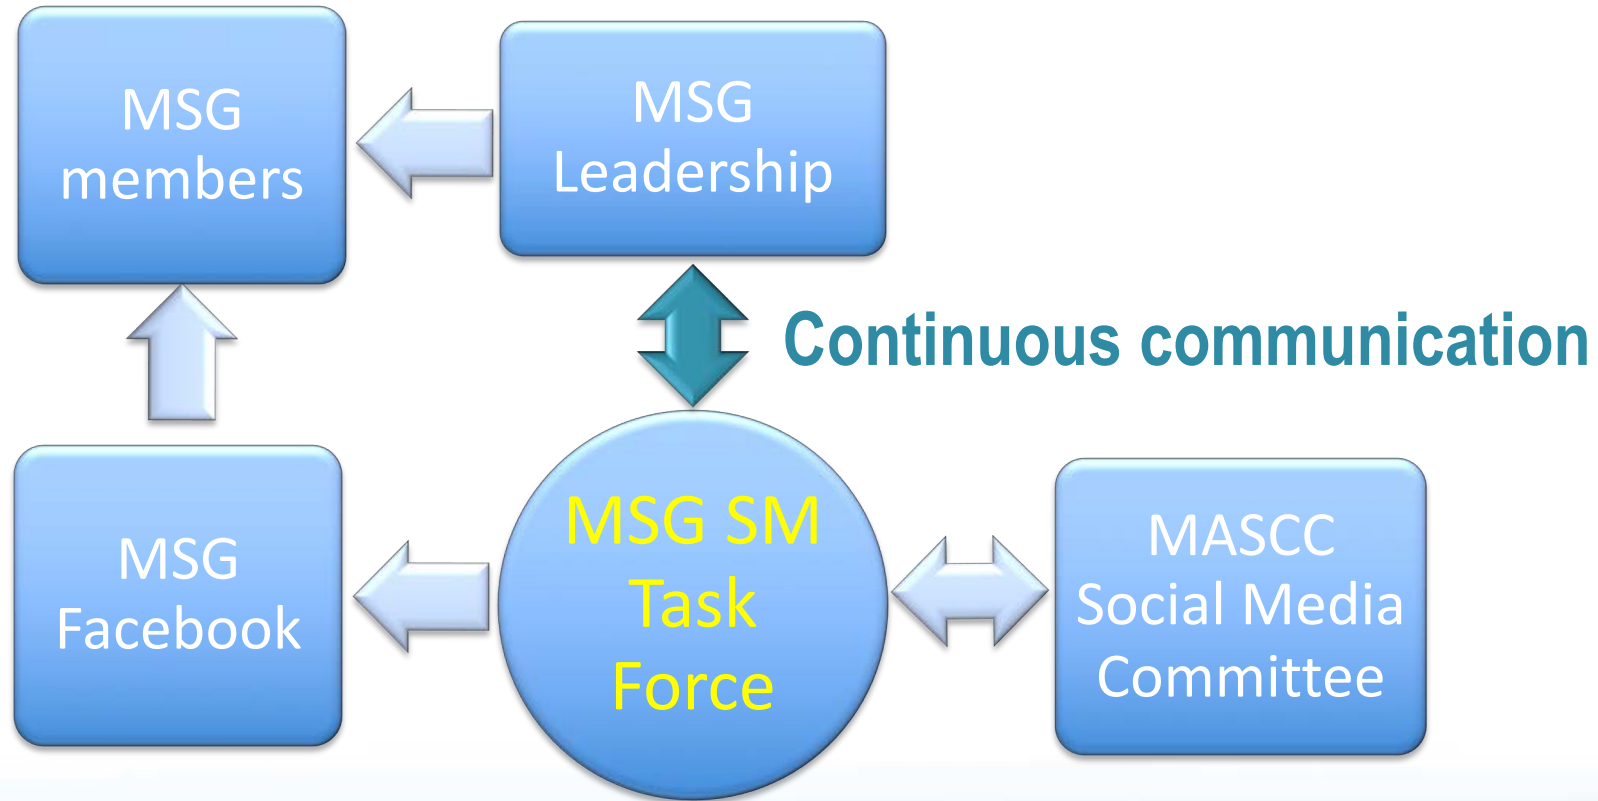 MSG
members
MSG
Leadership
Continuous communication
MSG
Facebook
MSG SM
Task
Force
MASCC
Social Media
Committee